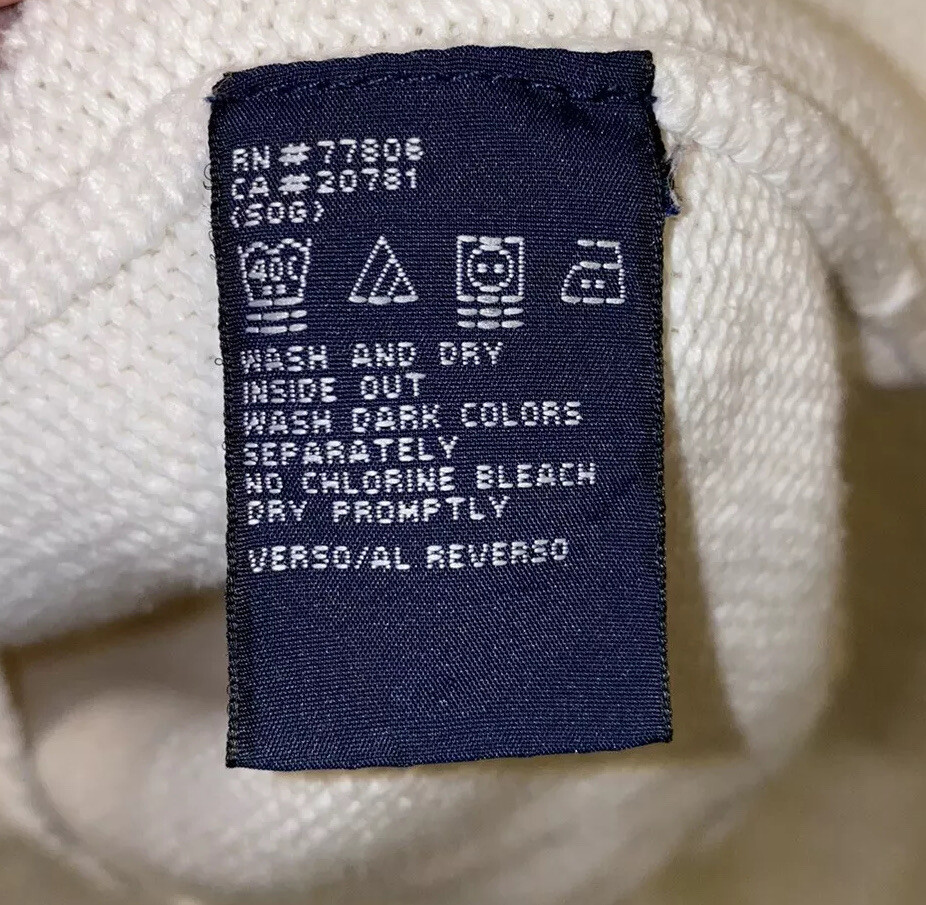 RN #77806
CA #20781
(SOG)
40C
WASH AND DRY
INSIDE OUT
WASH DARK COLORS
SEPARATELY
NO CHLORINE BLEACH
DRY PROMPTLY
VERSO/AL REVERSO